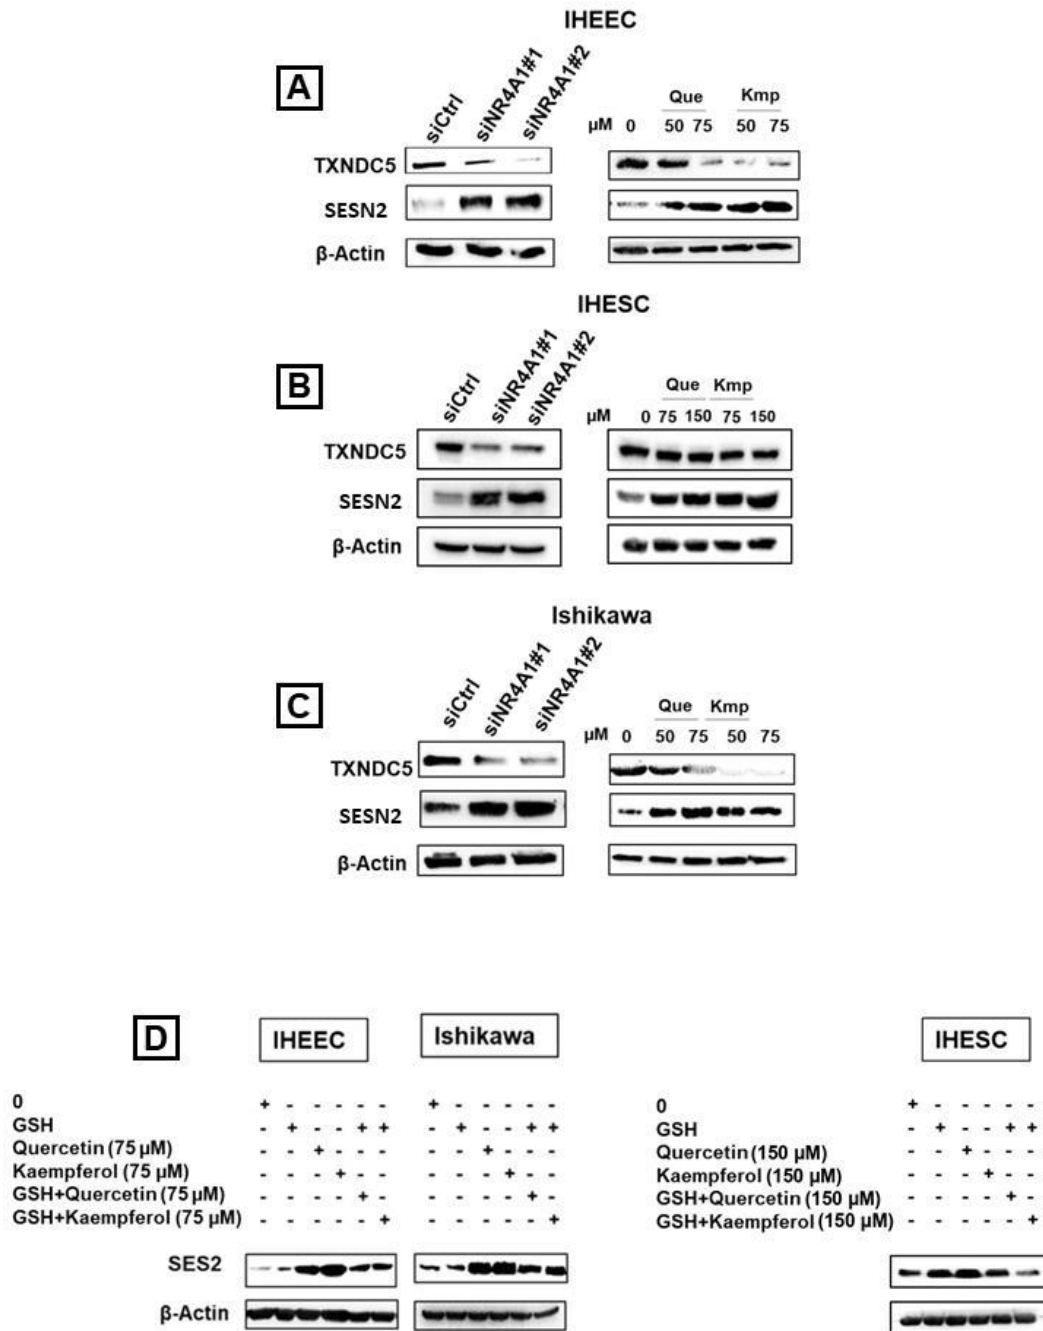 IHEEC
A
siCtrl siNR4A1#1 siNR4A1#2
Que Kmp
µM 0 50 75 50 75
TXNDC5
SESN2
β-Actin
IHESC
B
siCtrl siNR4A1#1 siNR4A1#2
Que Kmp
µM 0 75 150 75 150
TXNDC5
SESN2
β-Actin
Ishikawa
C
siCtrl siNR4A1#1 siNR4A1#2
Que Kmp
µM 0 50 75 50 75
TXNDC5
SESN2
β-Actin
D IHEEC Ishikawa IHESC
0 + - - - - - + - - - - - 0 + - - - - -
GSH - + - - + + - + - - + + GSH - + - - + +
Quercetin (75 µM) - - + - - - - - + - - - Quercetin (150 µM) - - + - - -
Kaempferol (75 µM) - - - + - - - - - + - - Kaempferol (150 µM) - - - + - -
GSH+Quercetin (75 µM) - - - - + - - - - - + - GSH+Quercetin (150 µM) - - - - + -
GSH+Kaempferol (75 µM) - - - - - + - - - - - + GSH+Kaempferol (150 µM) - - - - - +
SES2
β-Actin